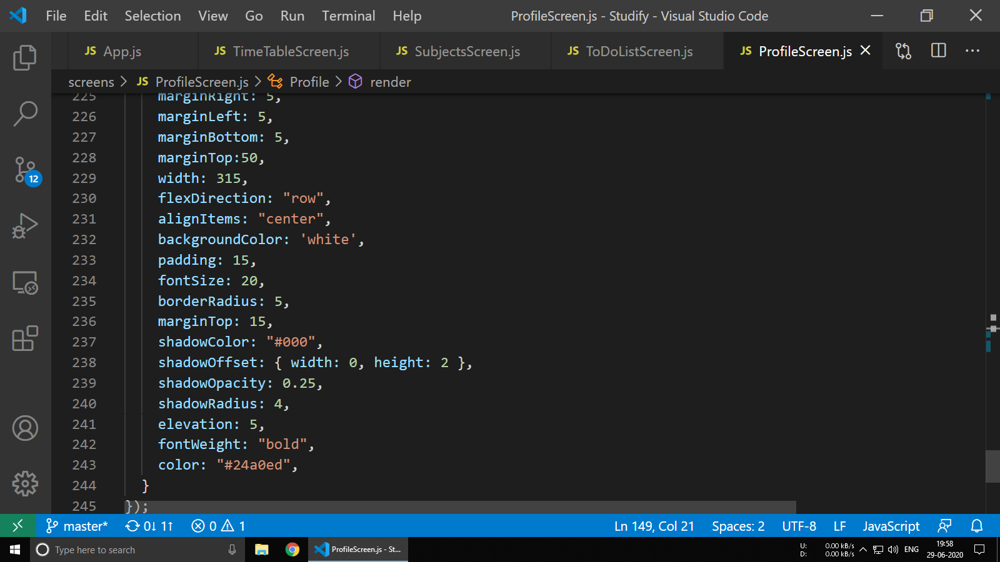 File Edit Selection View Go Run Terminal Help ProfileScreen.js - Studify - Visual Studio Code
JS App.js JS TimeTableScreen.js JS SubjectsScreen.js JS ToDoListScreen.js JS ProfileScreen.js
screens > JS ProfileScreen.js > Profile > render
225 marginRight: 5,
226 marginLeft: 5,
227 marginBottom: 5,
228 marginTop:50,
229 width: 315,
230 flexDirection: "row",
231 alignItems: "center",
232 backgroundColor: 'white',
233 padding: 15,
234 fontSize: 20,
235 borderRadius: 5,
236 marginTop: 15,
237 shadowColor: "#000",
238 shadowOffset: { width: 0, height: 2 },
239 shadowOpacity: 0.25,
240 shadowRadius: 4,
241 elevation: 5,
242 fontWeight: "bold",
243 color: "#24a0ed",
244 }
245 });
12
master* 0↓ 1↑ 0 1 Ln 149, Col 21 Spaces: 2 UTF-8 LF JavaScript
Type here to search ProfileScreen.js - St...
U: 0.00 kB/s
D: 0.00 kB/s
ENG
19:58
29-06-2020